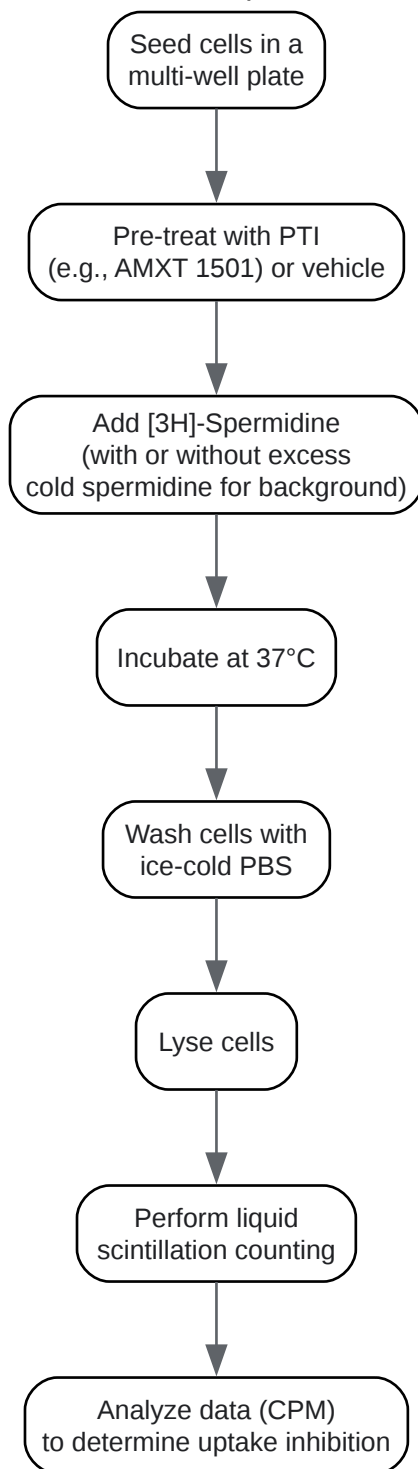 Seed cells in a
multi-well plate
Pre-treat with PTI
(e.g., AMXT 1501) or vehicle
Add [3H]-Spermidine
(with or without excess
cold spermidine for background)
Incubate at 37°C
Wash cells with
ice-cold PBS
Lyse cells
Perform liquid
scintillation counting
Analyze data (CPM)
to determine uptake inhibition